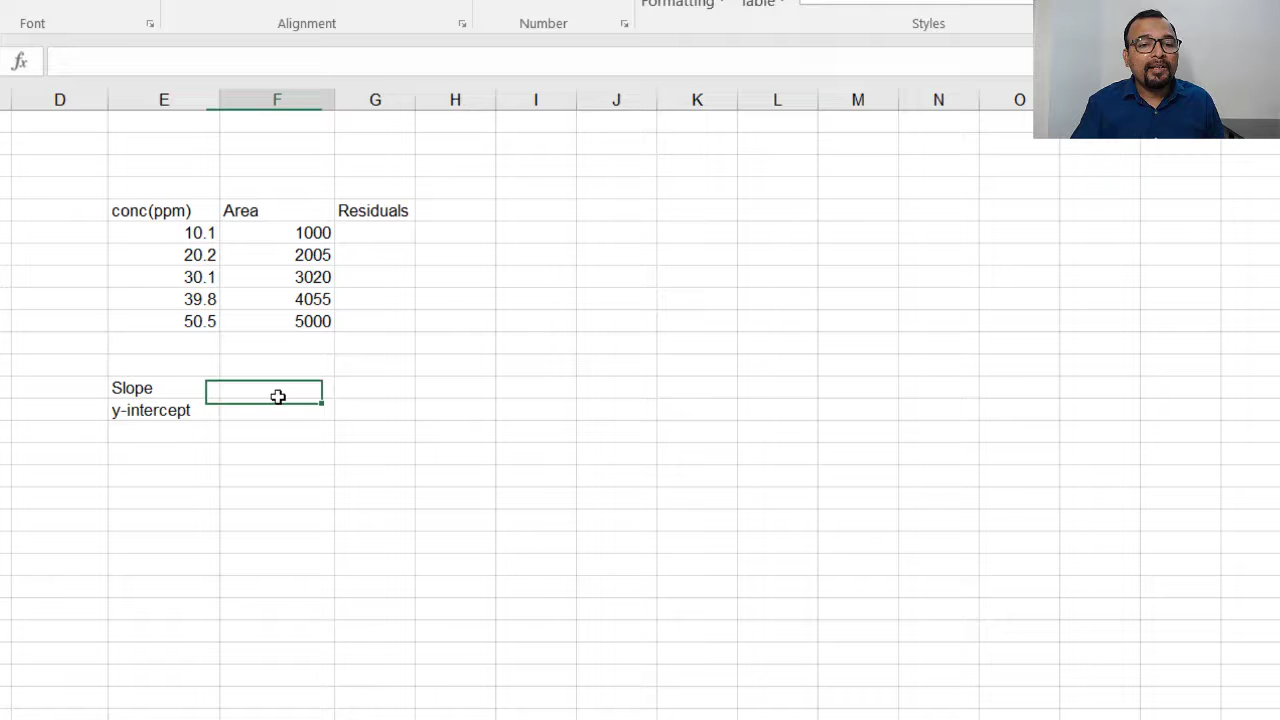 Formatting Table
Font Alignment Number Styles
fx
D E F G H I J K L M N O
conc(ppm) Area Residuals
10.1 1000
20.2 2005
30.1 3020
39.8 4055
50.5 5000
Slope
y-intercept